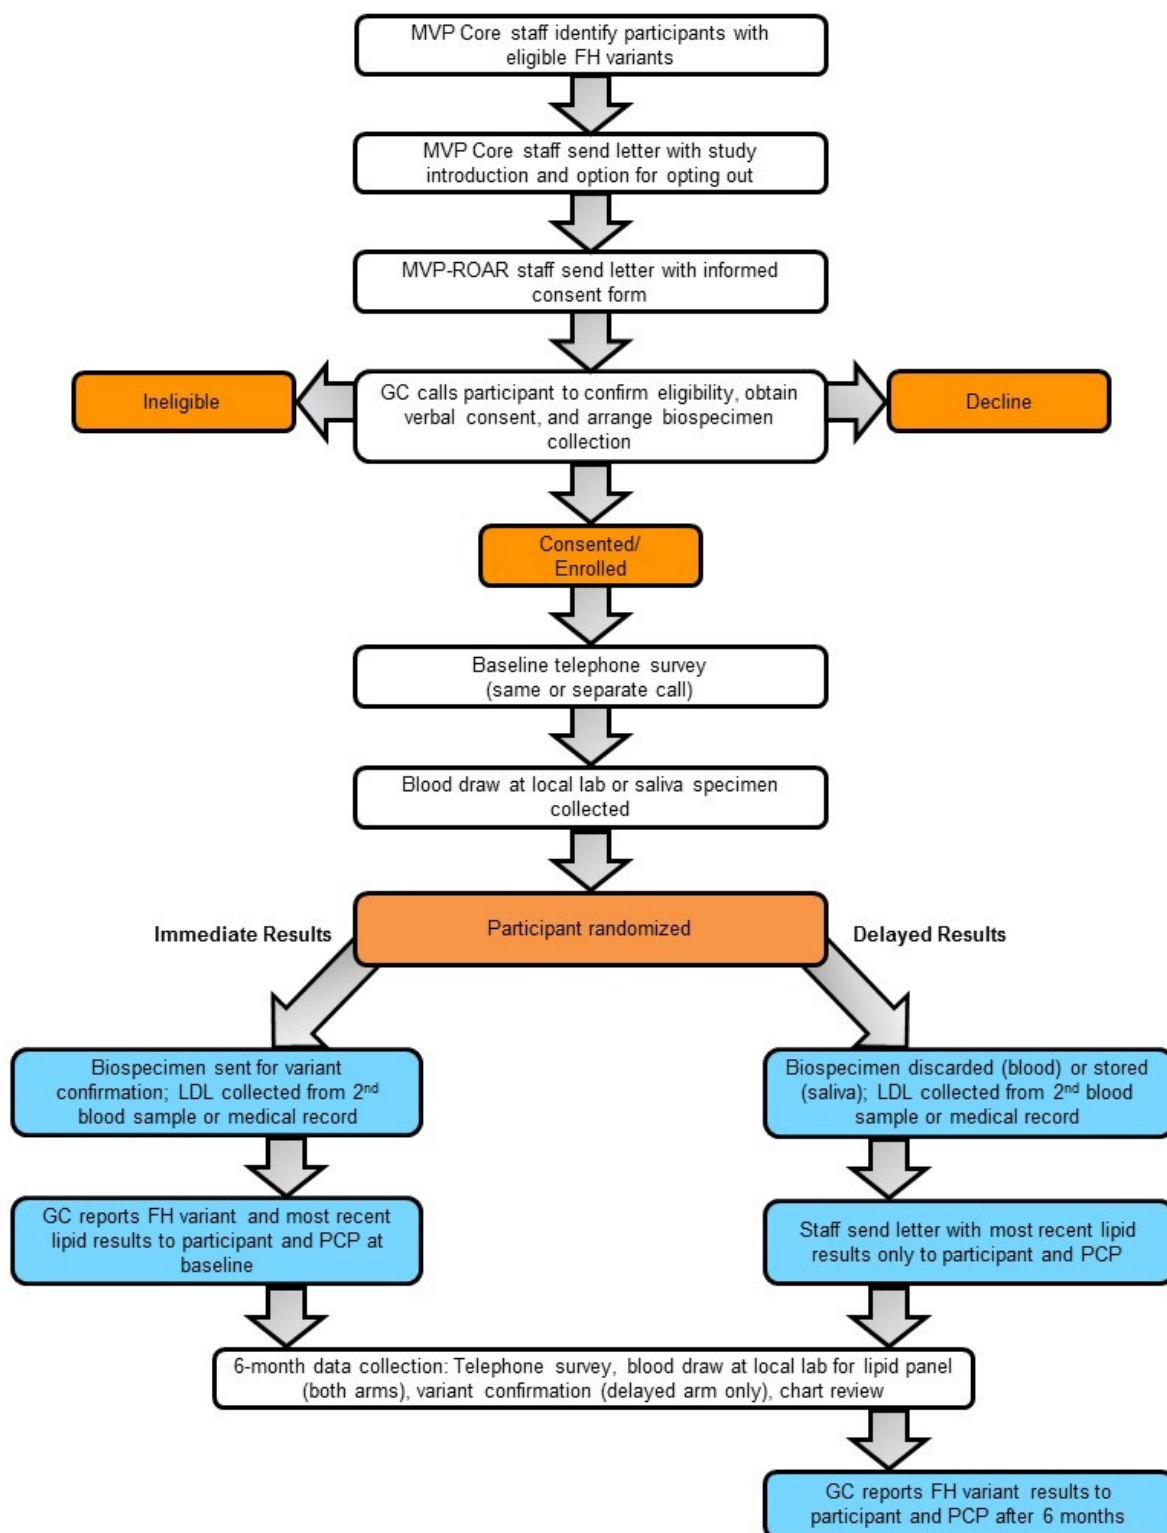 MVP Core staff identify participants with
eligible FH variants
MVP Core staff send letter with study
introduction and option for opting out
MVP-ROAR staff send letter with informed
consent form
Ineligible
GC calls participant to confirm eligibility, obtain
verbal consent, and arrange biospecimen
collection
Decline
Consented/
Enrolled
Baseline telephone survey
(same or separate call)
Blood draw at local lab or saliva specimen
collected
Immediate Results
Participant randomized
Delayed Results
Biospecimen sent for variant
confirmation; LDL collected from 2nd
blood sample or medical record
Biospecimen discarded (blood) or stored
(saliva); LDL collected from 2nd blood
sample or medical record
GC reports FH variant and most recent
lipid results to participant and PCP at
baseline
Staff send letter with most recent lipid
results only to participant and PCP
6-month data collection: Telephone survey, blood draw at local lab for lipid panel
(both arms), variant confirmation (delayed arm only), chart review
GC reports FH variant results to
participant and PCP after 6 months